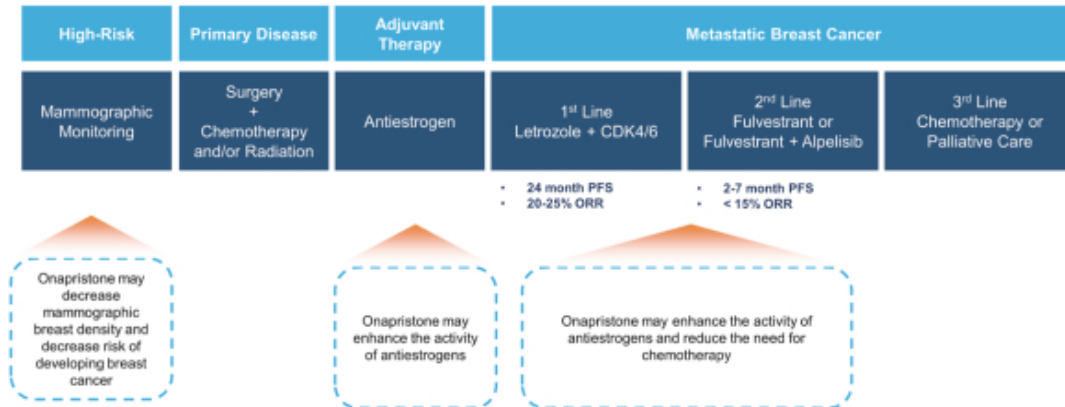 High-Risk
Primary Disease
Adjuvant
Therapy
Metastatic Breast Cancer
Mammographic
Monitoring
Surgery
+
Chemotherapy
and/or Radiation
Antiestrogen
1st Line
Letrozole + CDK4/6
2nd Line
Fulvestrant or
Fulvestrant + Alpelisib
3rd Line
Chemotherapy or
Palliative Care
• 24 month PFS
• 20-25% ORR
• 2-7 month PFS
• < 15% ORR
Onapristone may
decrease
mammographic
breast density and
decrease risk of
developing breast
cancer
Onapristone may
enhance the activity
of antiestrogens
Onapristone may enhance the activity of
antiestrogens and reduce the need for
chemotherapy